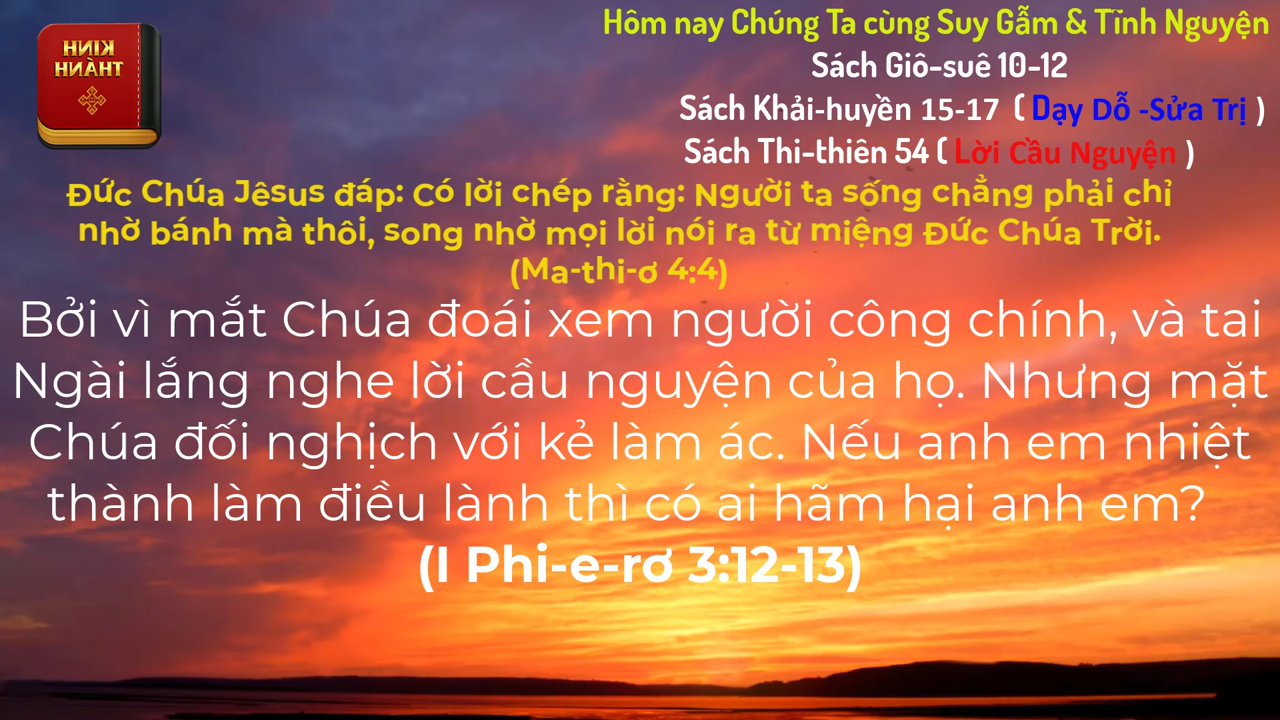 KINH
THÁNH
Hôm nay Chúng Ta cùng Suy Gẫm & Tĩnh Nguyện
Sách Giô-suê 10-12
Sách Khải-huyền 15-17 ( Dạy Dỗ -Sửa Trị )
Sách Thi-thiên 54 ( Lời Cầu Nguyện )
Đức Chúa Jêsus đáp: Có lời chép rằng: Người ta sống chẳng phải chỉ
nhờ bánh mà thôi, song nhờ mọi lời nói ra từ miệng Đức Chúa Trời.
(Ma-thi-ơ 4:4)
Bởi vì mắt Chúa đoái xem người công chính, và tai
Ngài lắng nghe lời cầu nguyện của họ. Nhưng mặt
Chúa đối nghịch với kẻ làm ác. Nếu anh em nhiệt
thành làm điều lành thì có ai hãm hại anh em?
(I Phi-e-rơ 3:12-13)